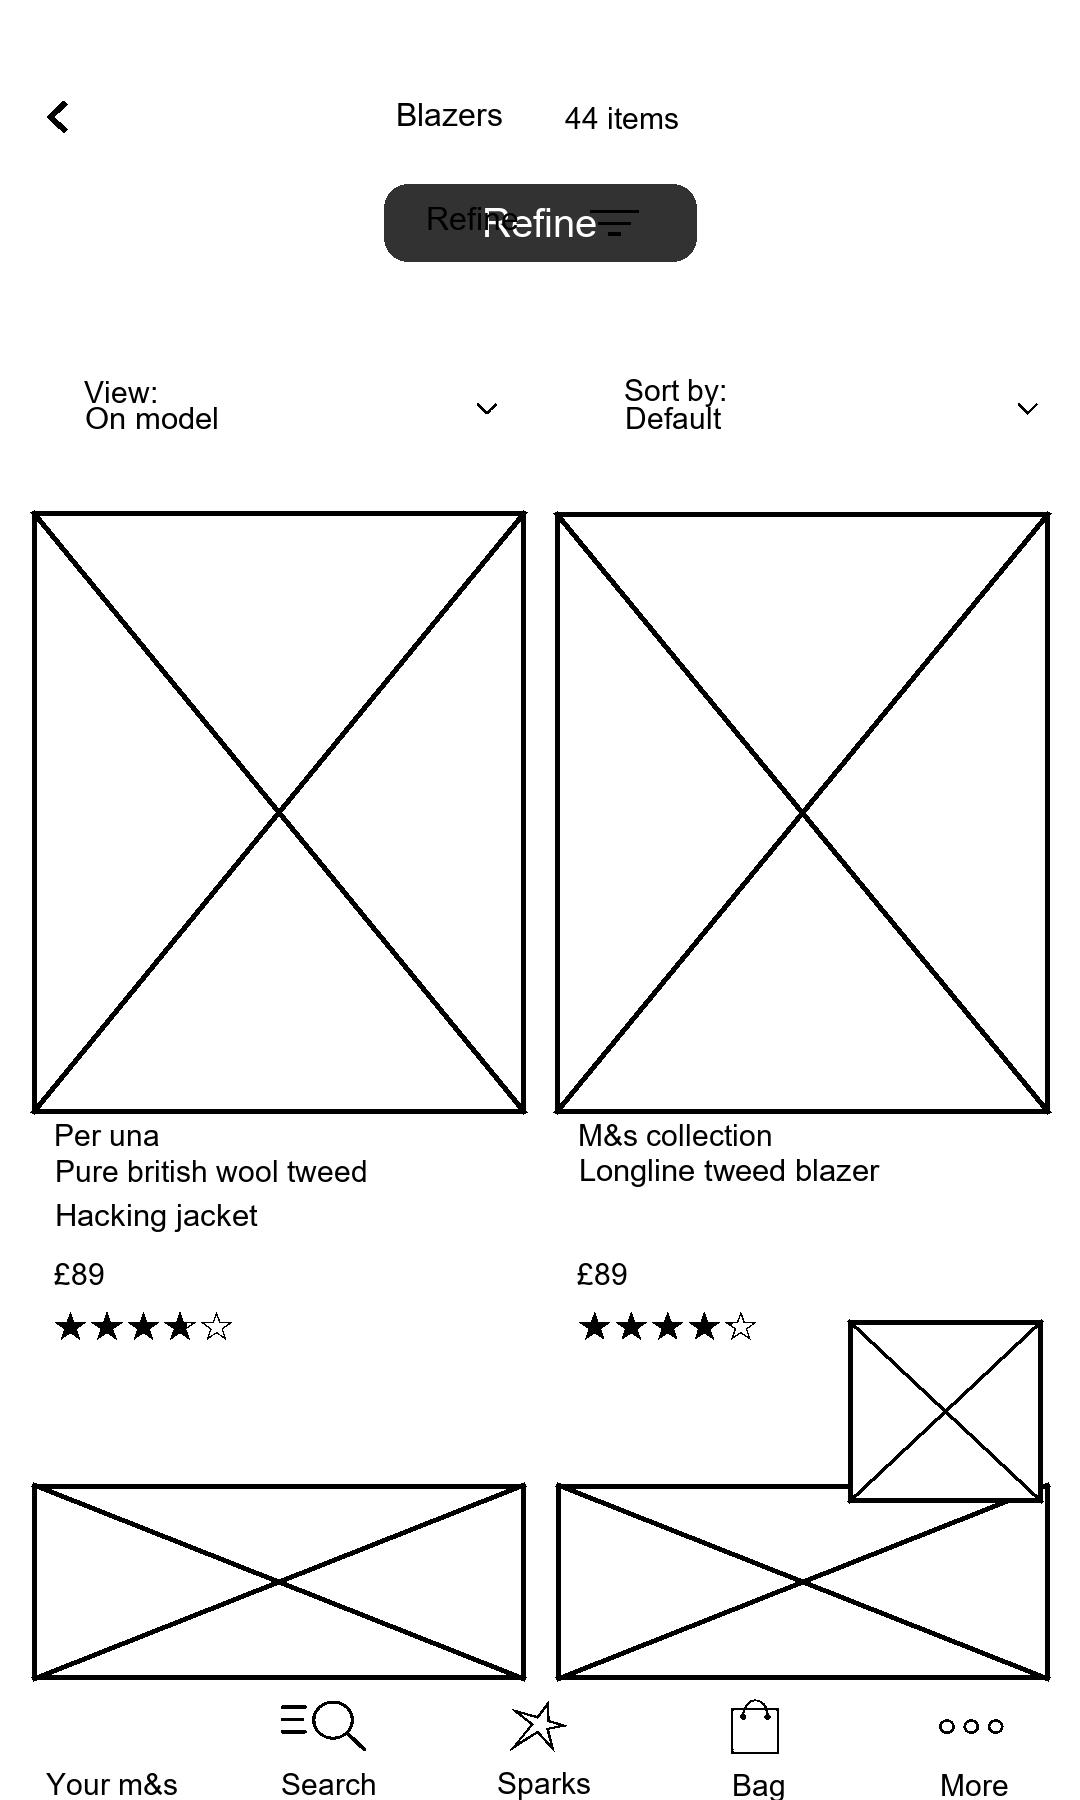 Blazers 44 items
Refine
Refine
View:
On model
Sort by:
Default
Per una
Pure british wool tweed
Hacking jacket
£89
M&s collection
Longline tweed blazer
£89
Your m&s
Search
Sparks
Bag
More